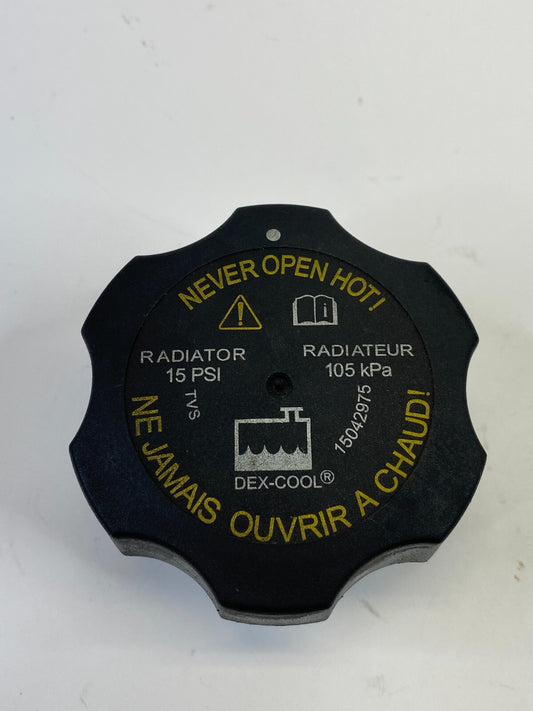 NEVER OPEN HOT!
RADIATOR
15 PSI
RADIATEUR
105 kPa
TVS
15042975
DEX-COOL®
NE JAMAIS OUVRIR A CHAUD!